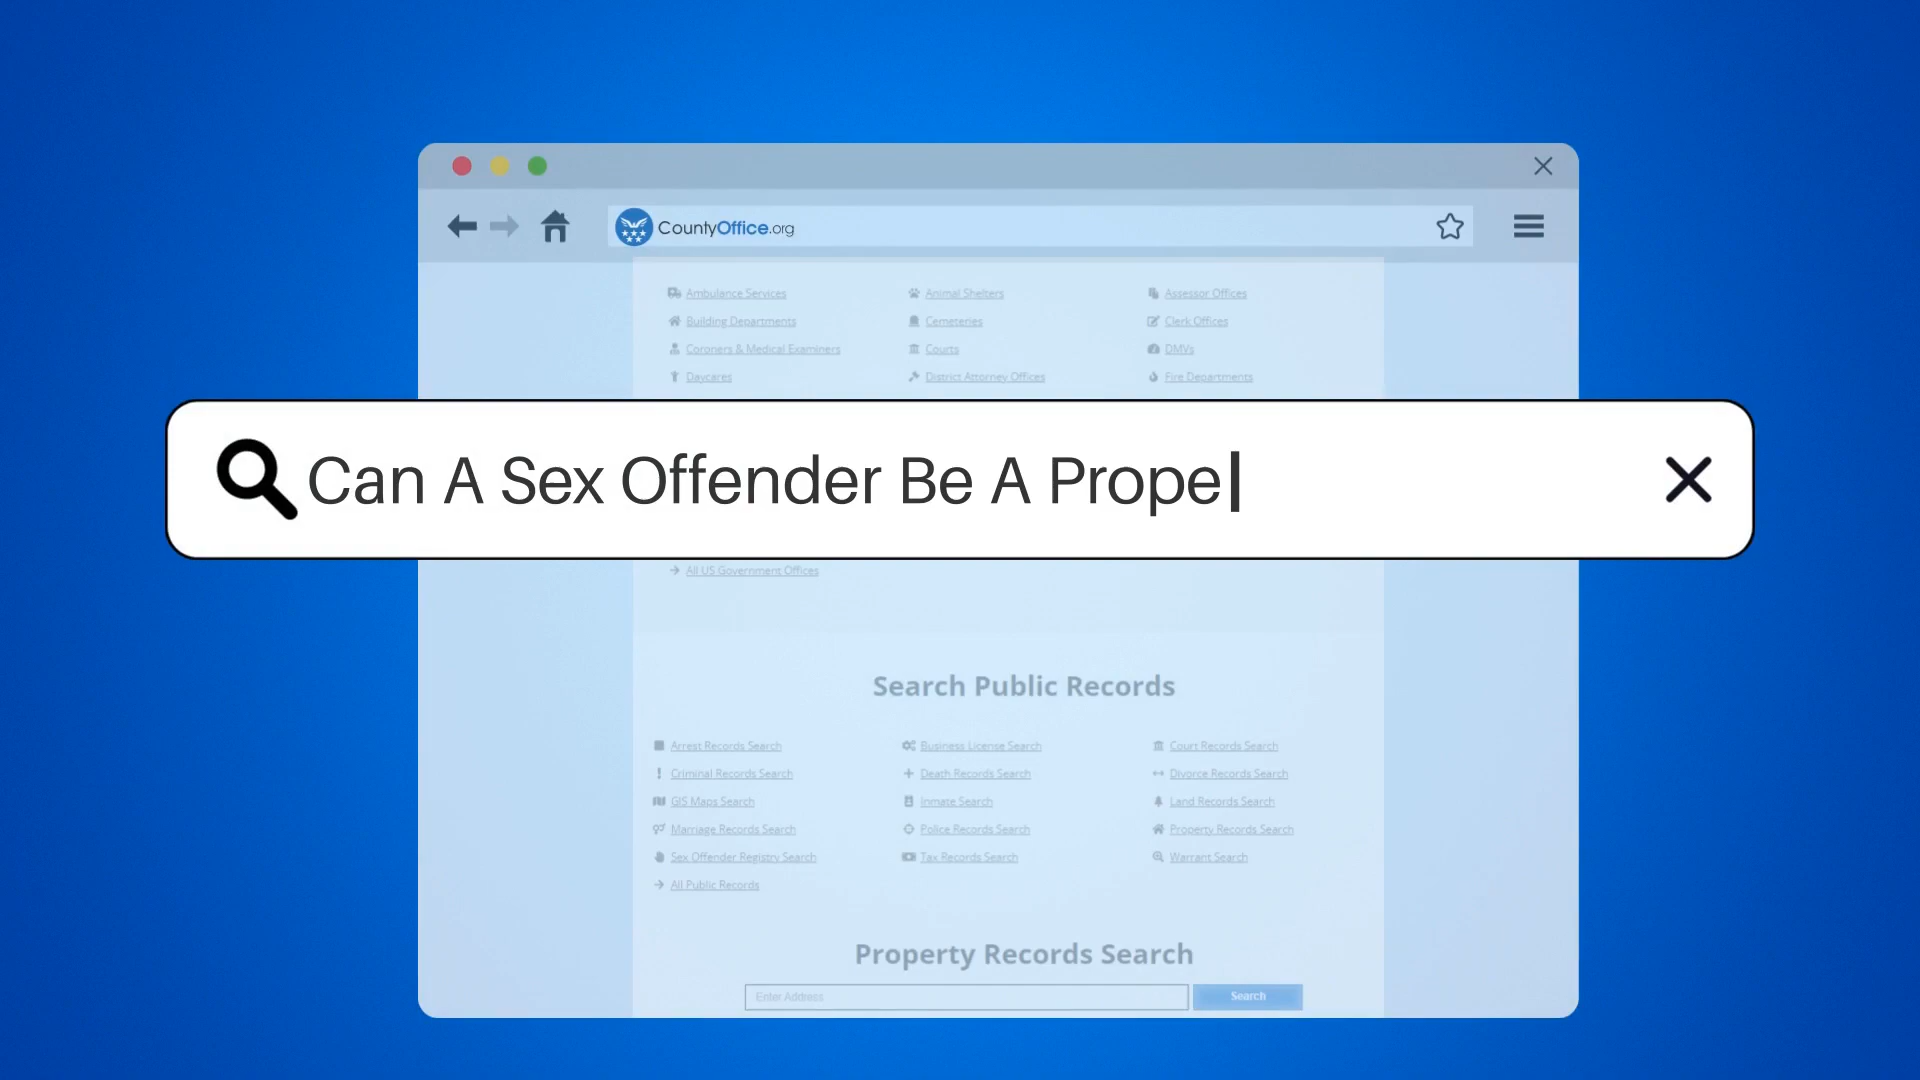 CountyOffice.org
Ambulance Services Animal Shelters Assessor Offices
Building Departments Cemeteries Clerk Offices
Coroners & Medical Examiners Courts DMVs
Daycares District Attorney Offices Fire Departments
Can A Sex Offender Be A Prope
All US Government Offices
Search Public Records
Arrest Records Search Business License Search Court Records Search
Criminal Records Search Death Records Search Divorce Records Search
GIS Maps Search Inmate Search Land Records Search
Marriage Records Search Police Records Search Property Records Search
Sex Offender Registry Search Tax Records Search Warrant Search
All Public Records
Property Records Search
Enter Address Search